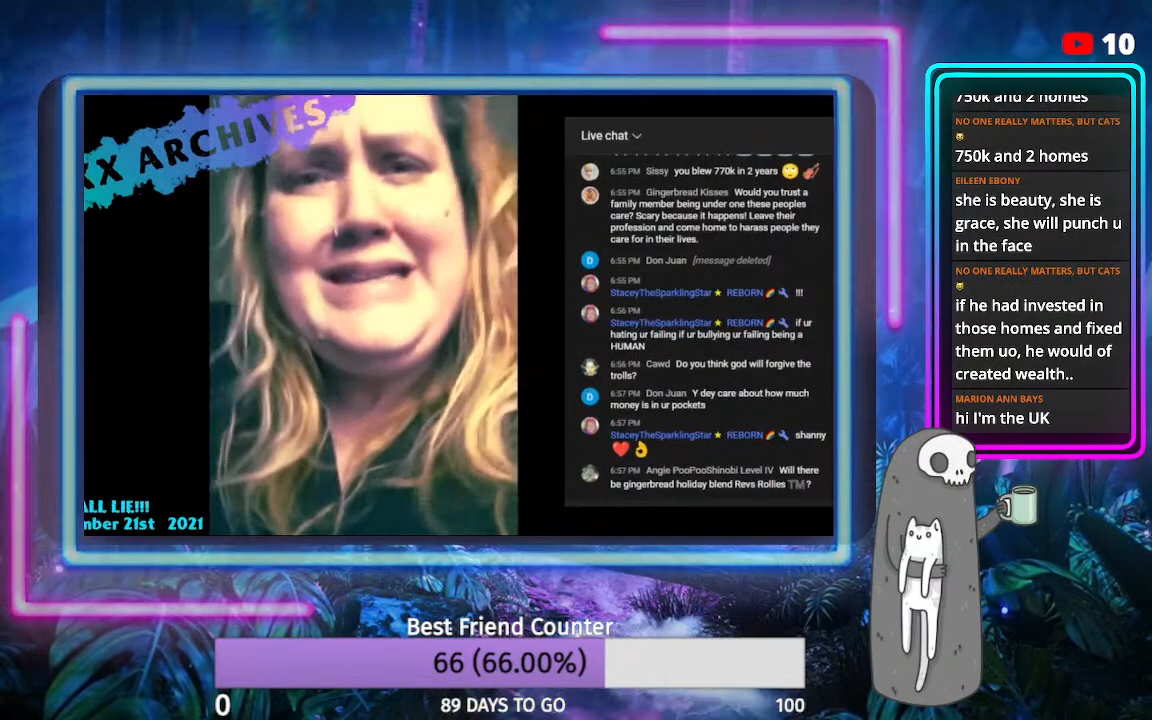 10
XX ARCHIVES
Live chat
6:55 PM Sissy you blew 770k in 2 years
6:55 PM Gingerbread Kisses Would you trust a
family member being under one these peoples
care? Scary because it happens! Leave their
profession and come home to harass people they
care for in their lives.
D 6:55 PM Don Juan [message deleted]
6:55 PM
StaceyTheSparklingStar ⭐ REBORN 🌈 🔧 !!!
6:56 PM
StaceyTheSparklingStar ⭐ REBORN 🌈 🔧 if ur
hating ur failing if ur bullying ur failing being a
HUMAN
6:56 PM Cawd Do you think god will forgive the
trolls?
D 6:57 PM Don Juan Y dey care about how much
money is in ur pockets
6:57 PM
StaceyTheSparklingStar ⭐ REBORN 🌈 🔧 shanny
❤️ 👌
6:57 PM Angie PooPooShinobi Level IV Will there
be gingerbread holiday blend Revs Rollies ™️ ?
ALL LIE!!!
mber 21st 2021
750k and 2 homes
NO ONE REALLY MATTERS, BUT CATS
750k and 2 homes
EILEEN EBONY
she is beauty, she is
grace, she will punch u
in the face
NO ONE REALLY MATTERS, BUT CATS
if he had invested in
those homes and fixed
them uo, he would of
created wealth..
MARION ANN BAYS
hi I'm the UK
Best Friend Counter
66 (66.00%)
0 89 DAYS TO GO 100